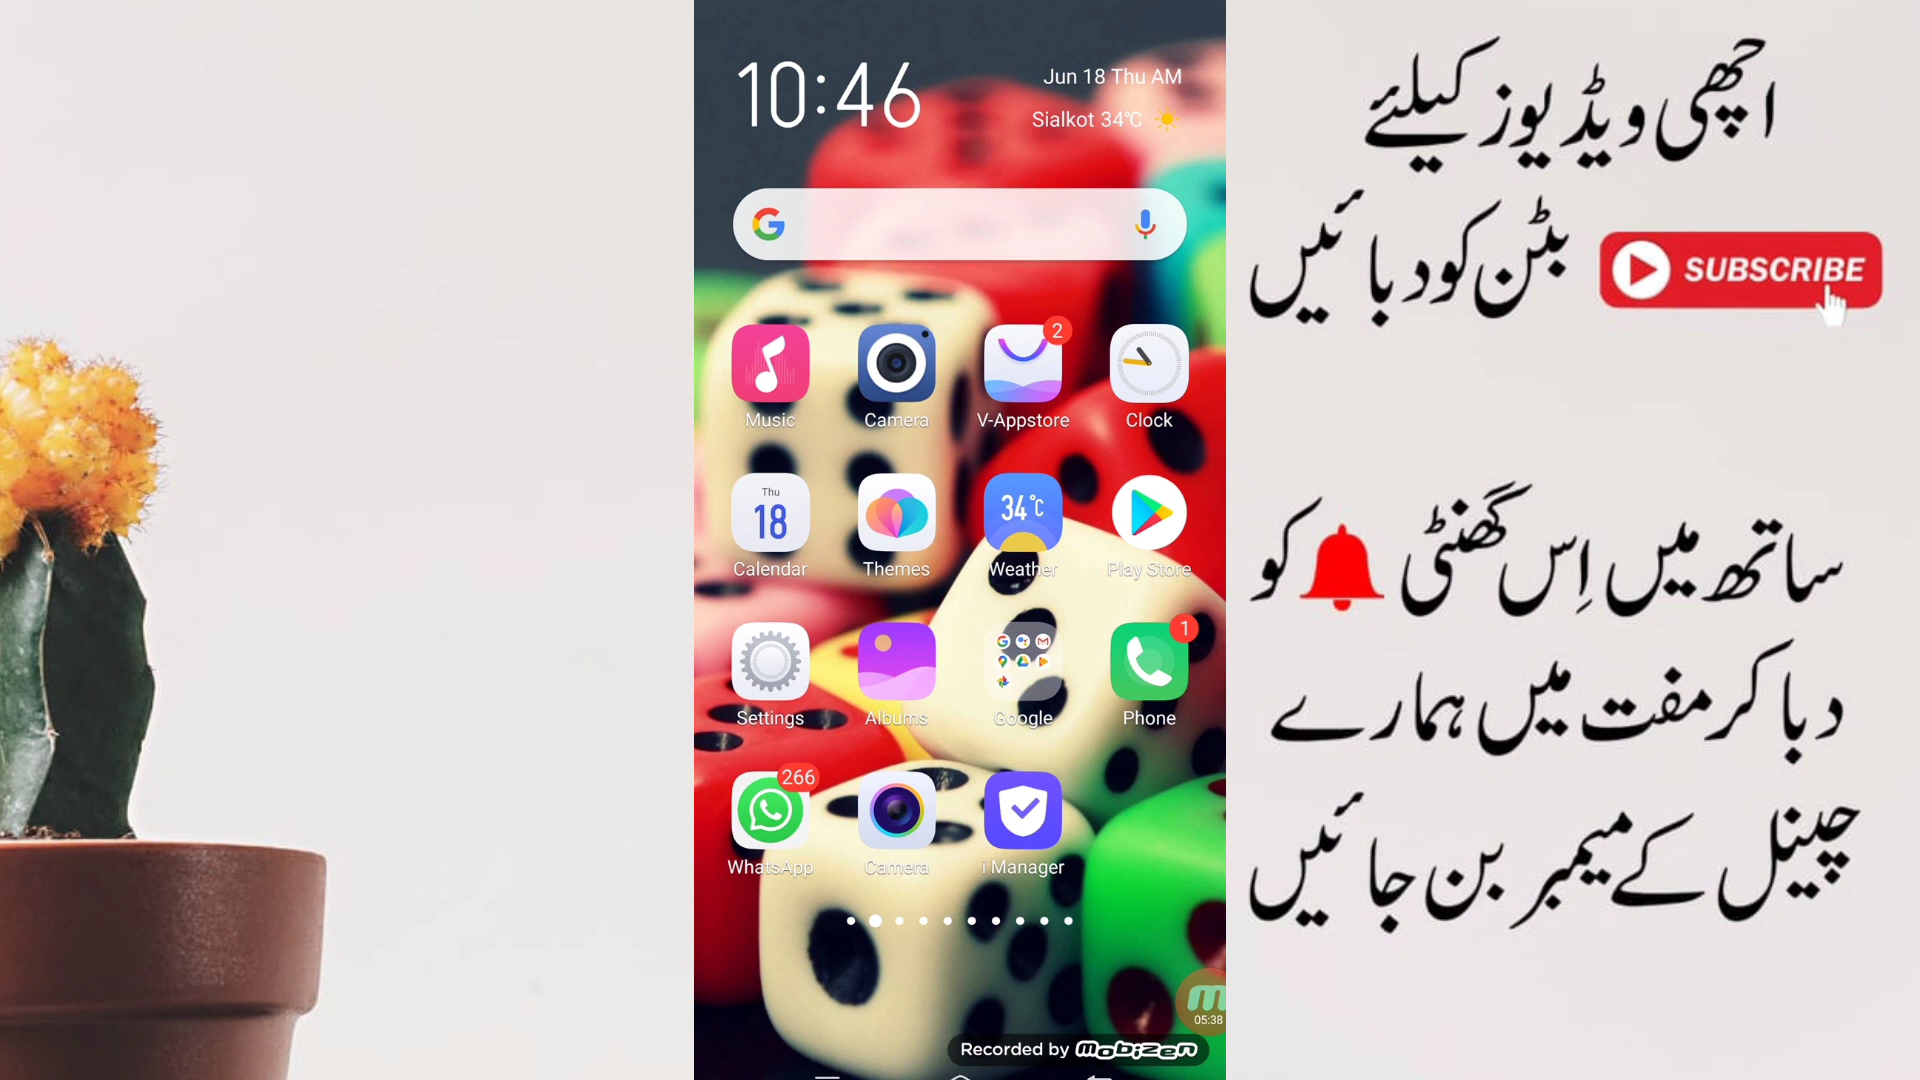 10:46
Jun 18 Thu AM
Sialkot 34°C
2
Music
Camera
V-Appstore
Clock
Thu
18
34°C
Calendar
Themes
Weather
Play Store
1
Settings
Albums
Google
Phone
266
WhatsApp
Camera
i Manager
05:38
Recorded by Mobizen
اچھی ویڈیوز کیلئے
SUBSCRIBE بٹن کو دبائیں
ساتھ میں اِس گھنٹی کو
دبا کر مفت میں ہمارے
چینل کے میمبر بن جائیں